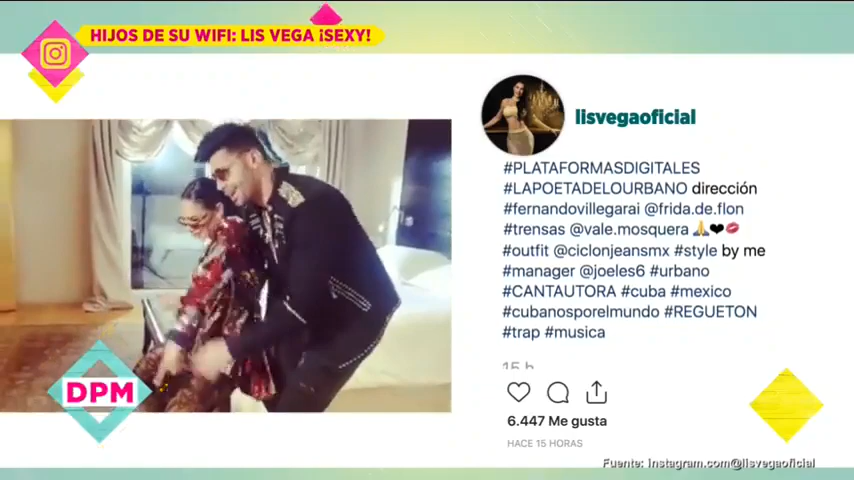 HIJOS DE SU WIFI: LIS VEGA ¡SEXY!
lisvegaoficial
#PLATAFORMASDIGITALES
#LAPOETADELOURBANO dirección
#fernandovillegarai @frida.de.flon
#trensas @vale.mosquera 🙏❤💋
#outfit @ciclonjeansmx #style by me
#manager @joeles6 #urbano
#CANTAUTORA #cuba #mexico
#cubanosporelmundo #REGUETON
#trap #musica
15 h
6.447 Me gusta
HACE 15 HORAS
DPM
Fuente: Instagram.com@lisvegaoficial